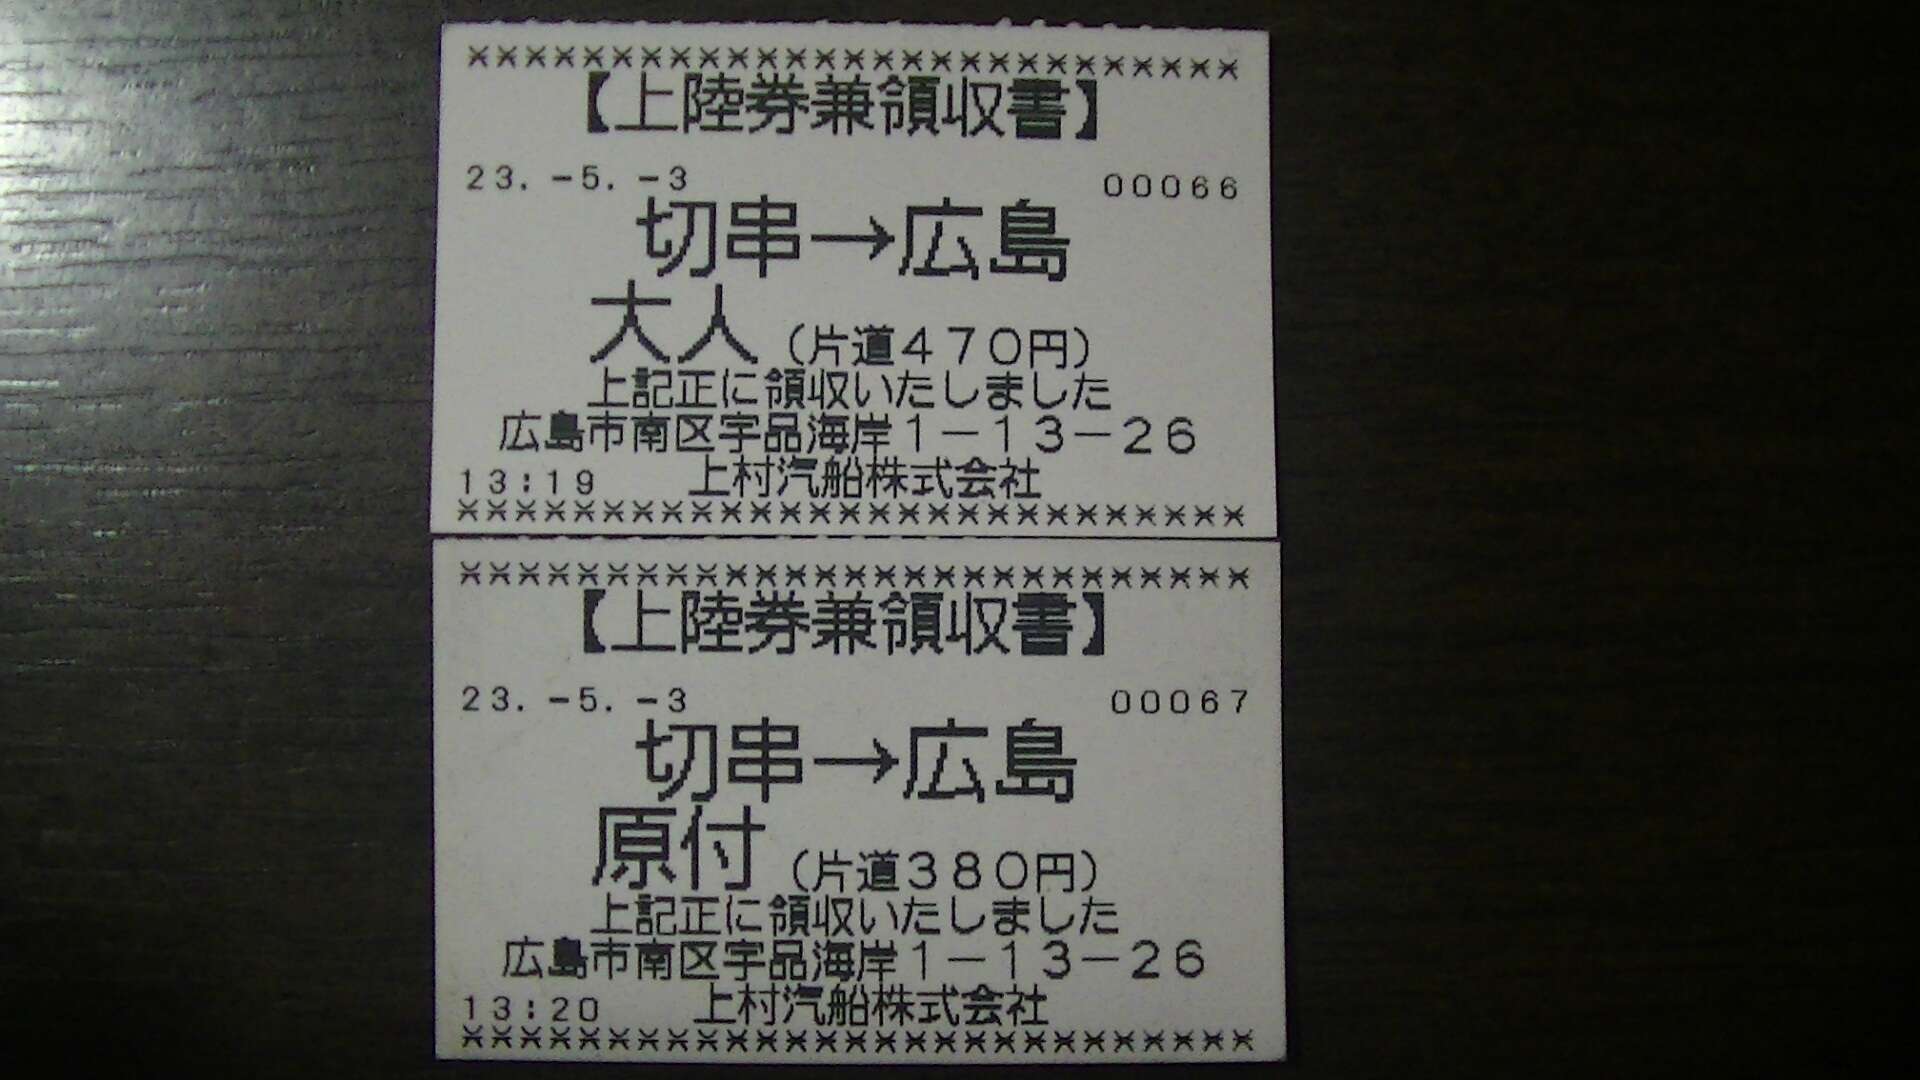 ********************
【上陸券兼領収書】
23.-5.-3 00066
切串→広島
大人(片道470円)
上記正に領収いたしました
広島市南区宇品海岸1-13-26
13:19 上村汽船株式会社
********************
********************
【上陸券兼領収書】
23.-5.-3 00067
切串→広島
原付(片道380円)
上記正に領収いたしました
広島市南区宇品海岸1-13-26
13:20 上村汽船株式会社
********************